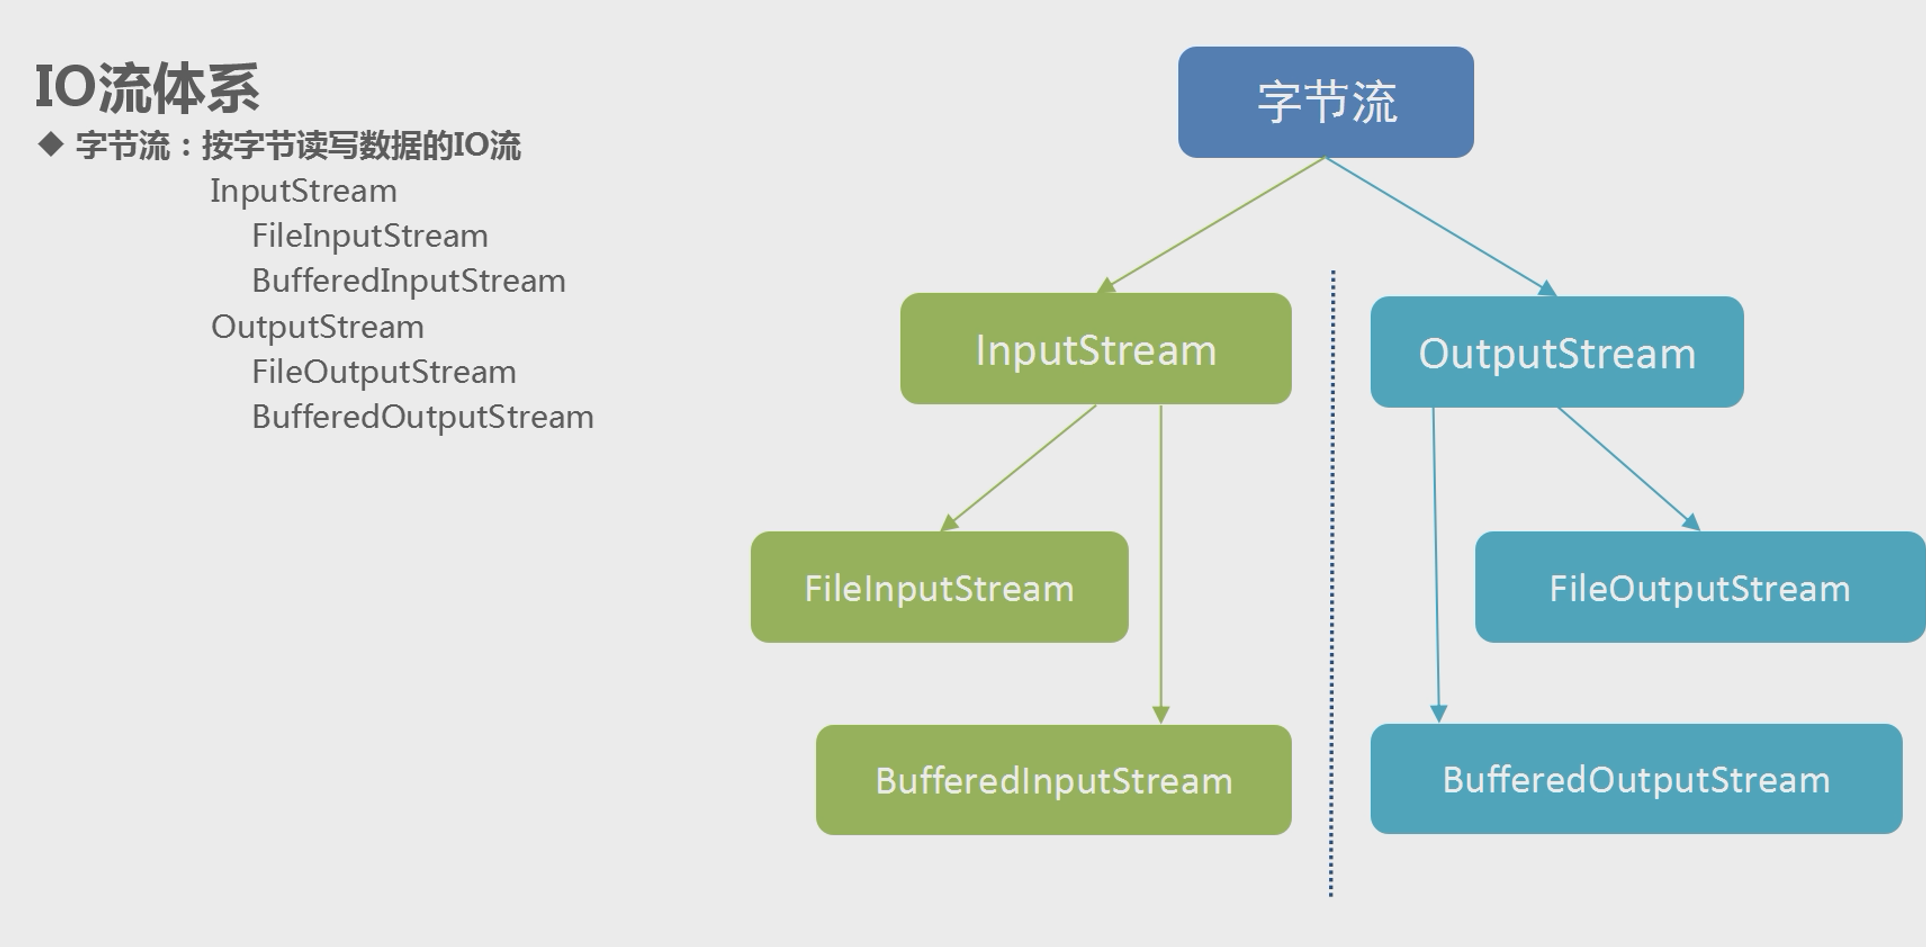 IO流体系
◆ 字节流：按字节读写数据的IO流
InputStream
FileInputStream
BufferedInputStream
OutputStream
FileOutputStream
BufferedOutputStream
字节流
InputStream
OutputStream
FileInputStream
FileOutputStream
BufferedInputStream
BufferedOutputStream